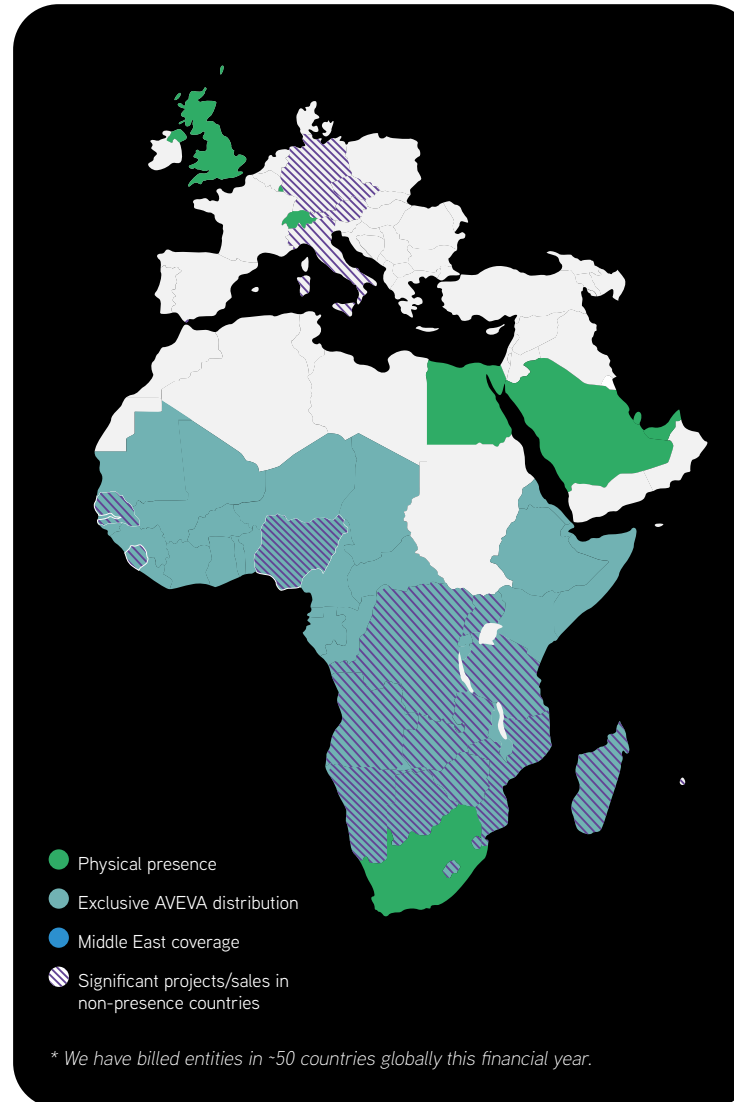 Physical presence
Exclusive AVEVA distribution
Middle East coverage
Significant projects/sales in
non-presence countries
* We have billed entities in ~50 countries globally this financial year.